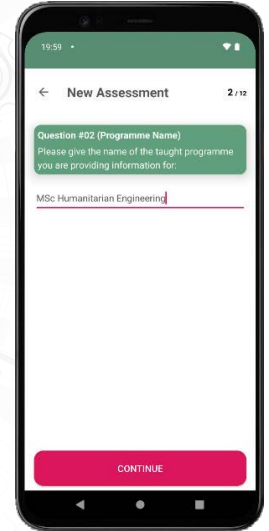 19:59
New Assessment
2 / 12
Question #02 (Programme Name)
Please give the name of the taught programme
you are providing information for:
MSc Humanitarian Engineering
CONTINUE